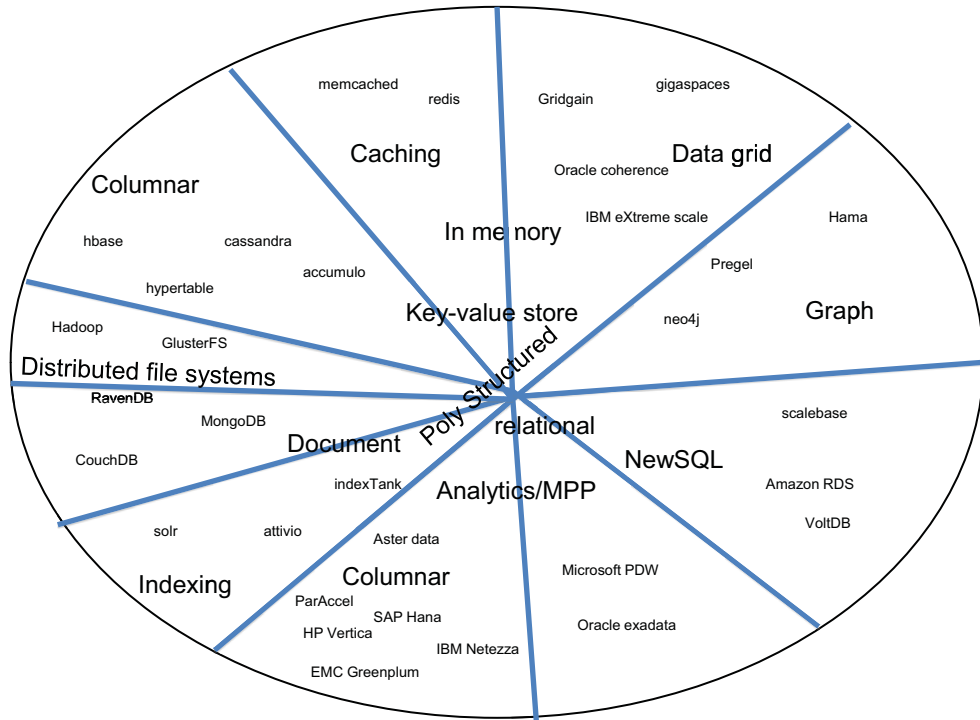 memcached
redis
Gridgain
gigaspaces
Caching
Data grid
Oracle coherence
Columnar
IBM eXtreme scale
Hama
In memory
hbase
cassandra
Pregel
accumulo
hypertable
Key-value store
Graph
neo4j
Hadoop
GlusterFS
Distributed file systems
Poly Structured
RavenDB
MongoDB
scalebase
relational
Document
CouchDB
NewSQL
indexTank
Analytics/MPP
Amazon RDS
VoltDB
solr
attivio
Aster data
Microsoft PDW
Indexing
Columnar
ParAccel
SAP Hana
Oracle exadata
HP Vertica
IBM Netezza
EMC Greenplum